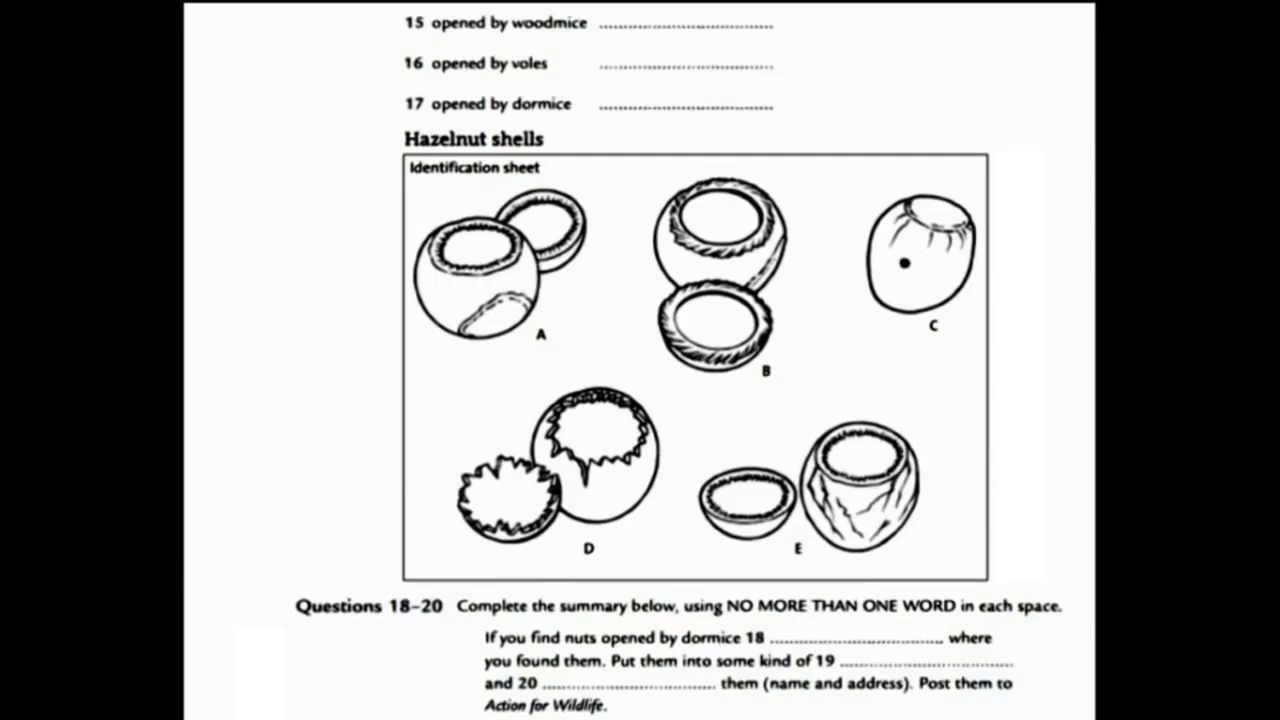 15 opened by woodmice ................................
16 opened by voles ................................
17 opened by dormice ................................
Hazelnut shells
Identification sheet
A
B
C
D
E
Questions 18–20 Complete the summary below, using NO MORE THAN ONE WORD in each space.
If you find nuts opened by dormice 18 ................................ where
you found them. Put them into some kind of 19 ................................
and 20 ................................ them (name and address). Post them to
Action for Wildlife.